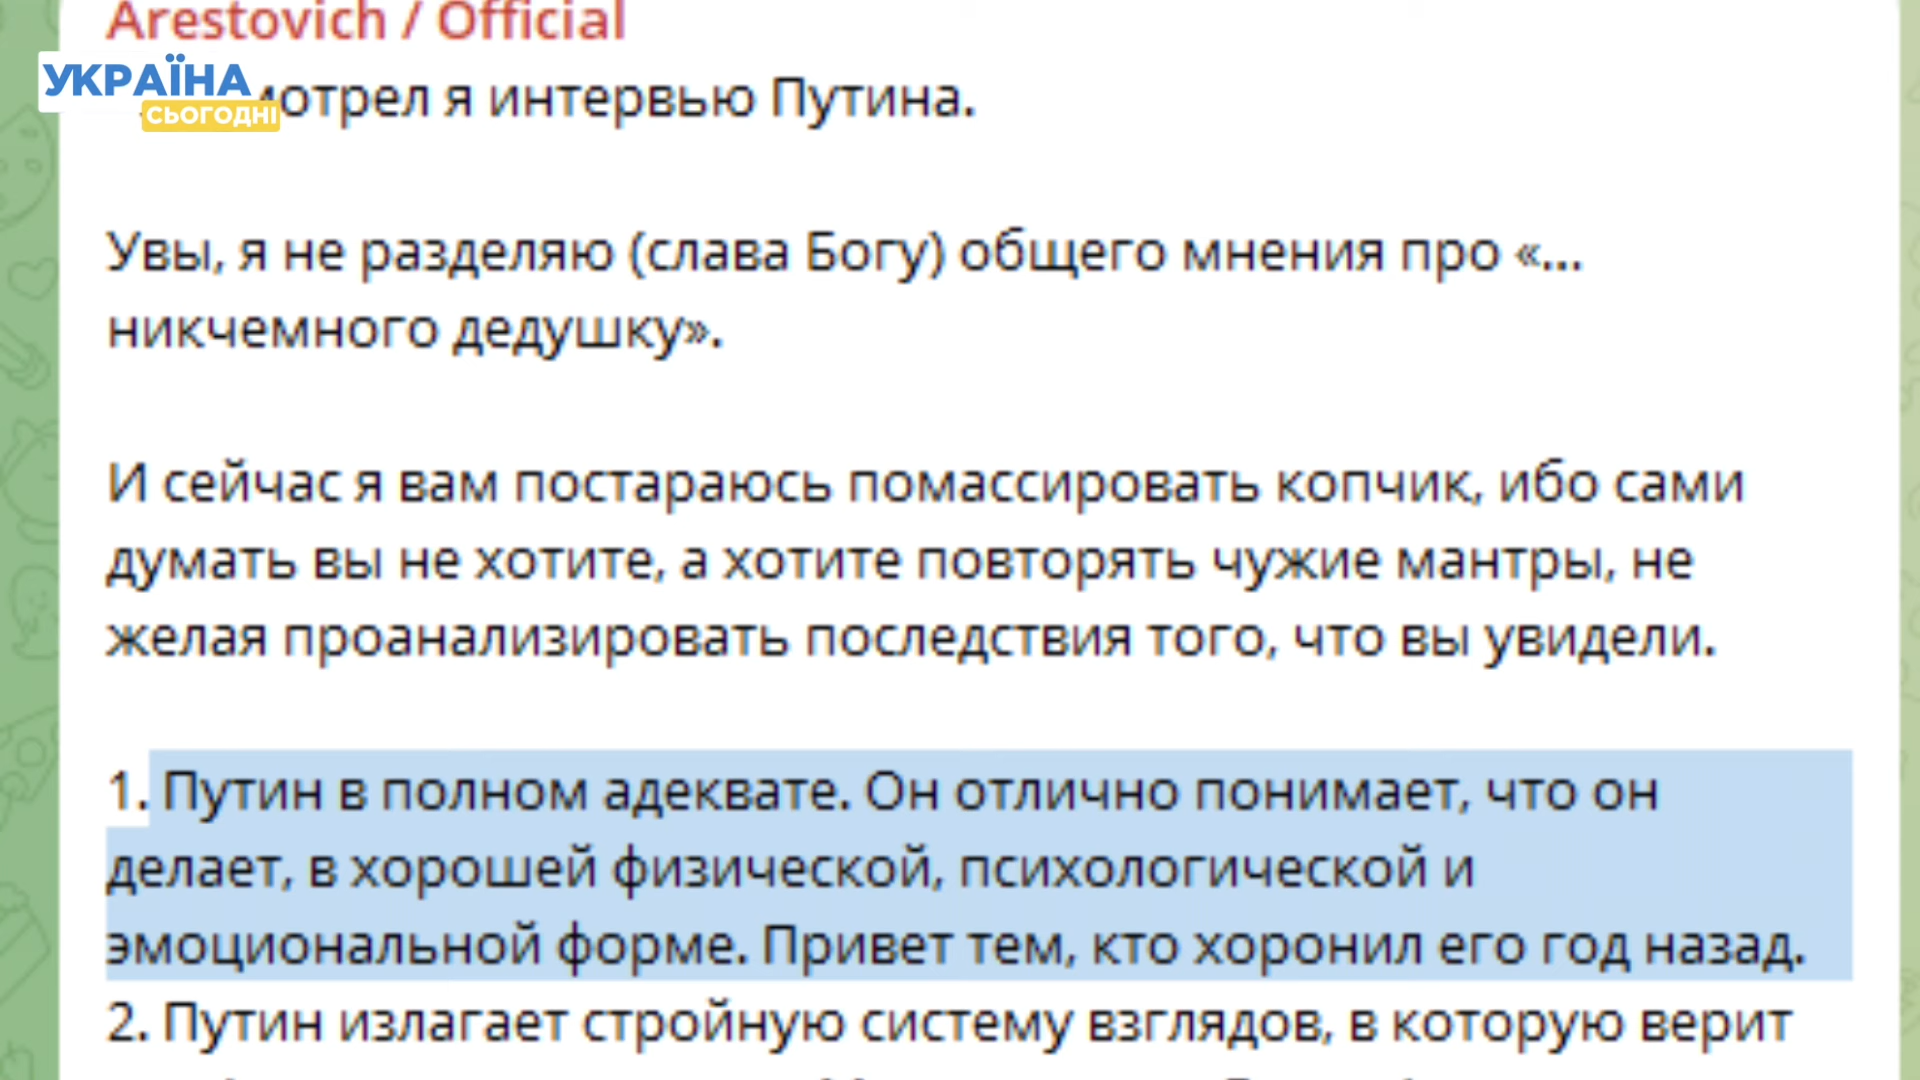 Arestovich / Official
УКРАЇНА
СЬОГОДНІ
я интервью Путина.
Увы, я не разделяю (слава Богу) общего мнения про «...
никчемного дедушку».
И сейчас я вам постараюсь помассировать копчик, ибо сами
думать вы не хотите, а хотите повторять чужие мантры, не
желая проанализировать последствия того, что вы увидели.
1. Путин в полном адеквате. Он отлично понимает, что он
делает, в хорошей физической, психологической и
эмоциональной форме. Привет тем, кто хоронил его год назад.
2. Путин излагает стройную систему взглядов, в которую верит